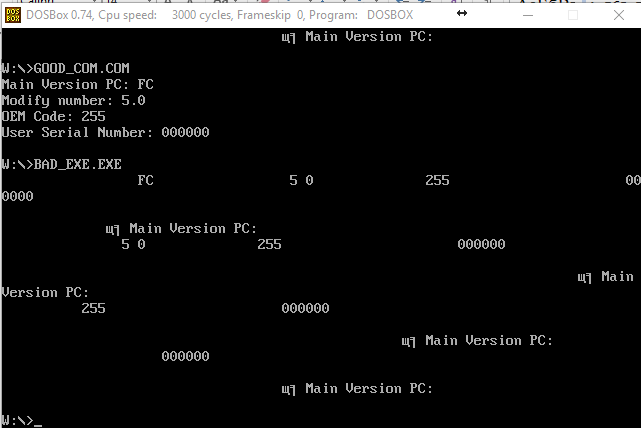 DOSBox 0.74, Cpu speed: 3000 cycles, Frameskip 0, Program: DOSBOX
щ¶ Main Version PC:
W:\>GOOD_COM.COM
Main Version PC: FC
Modify number: 5.0
OEM Code: 255
User Serial Number: 000000
W:\>BAD_EXE.EXE
FC 5 0 255 00
0000
щ¶ Main Version PC:
5 0 255 000000
щ¶ Main
Version PC:
255 000000
щ¶ Main Version PC:
000000
щ¶ Main Version PC:
W:\>_